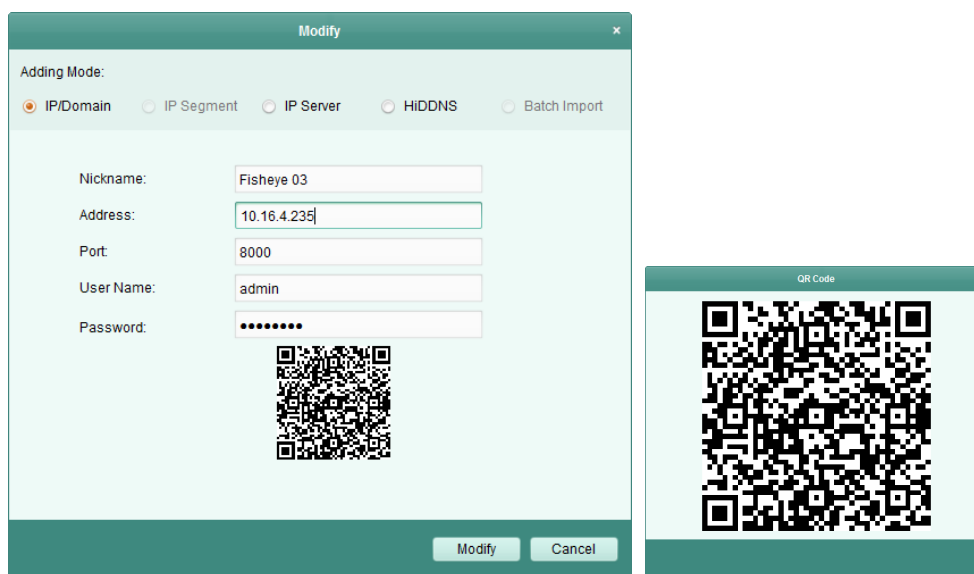 Modify ×
Adding Mode:
IP/Domain IP Segment IP Server HiDDNS Batch Import
Nickname: Fisheye 03
Address: 10.16.4.235
Port: 8000
User Name: admin
Password: ●●●●●●●●
Modify Cancel
QR Code